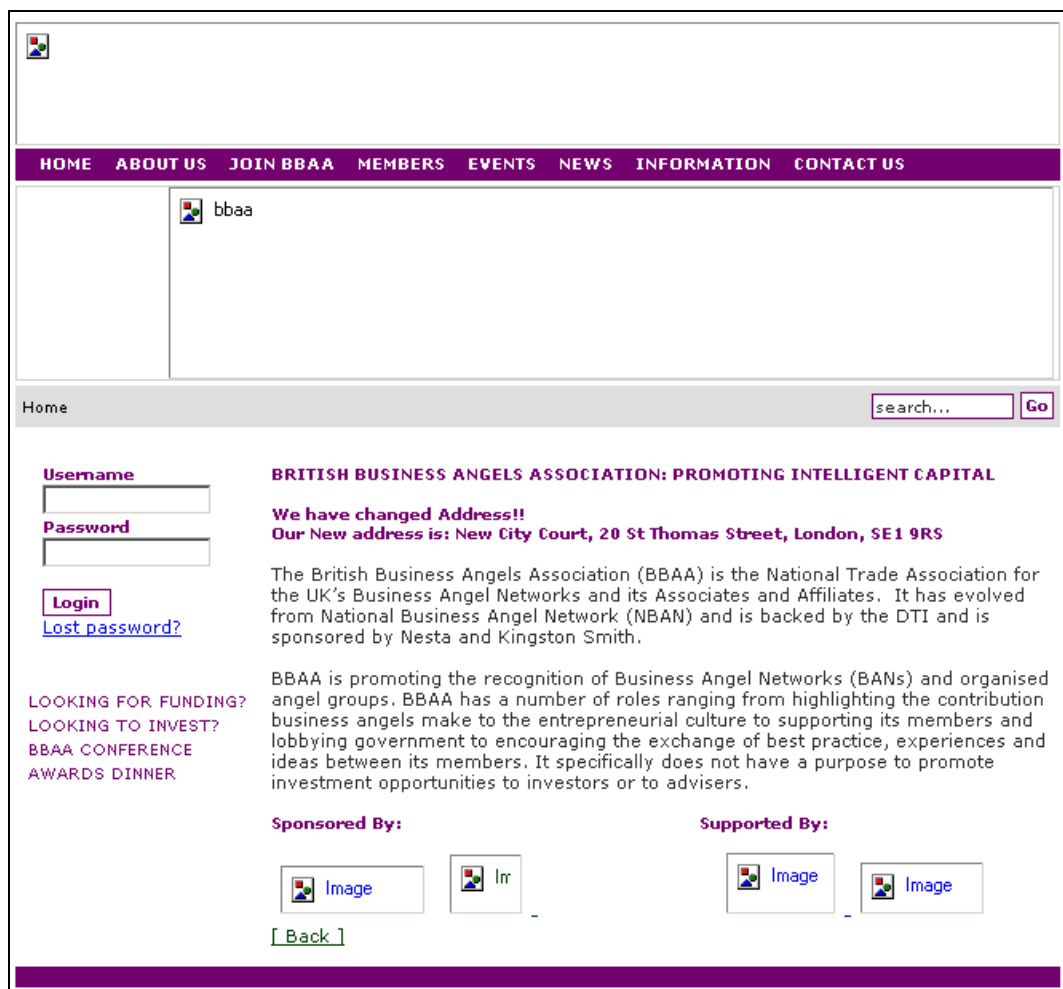 HOME ABOUT US JOIN BBAA MEMBERS EVENTS NEWS INFORMATION CONTACT US
bbaa
Home
search...
Go
Username
Password
Login
Lost password?
LOOKING FOR FUNDING?
LOOKING TO INVEST?
BBAA CONFERENCE
AWARDS DINNER
BRITISH BUSINESS ANGELS ASSOCIATION: PROMOTING INTELLIGENT CAPITAL
We have changed Address!!
Our New address is: New City Court, 20 St Thomas Street, London, SE1 9RS
The British Business Angels Association (BBAA) is the National Trade Association for
the UK's Business Angel Networks and its Associates and Affiliates. It has evolved
from National Business Angel Network (NBAN) and is backed by the DTI and is
sponsored by Nesta and Kingston Smith.
BBAA is promoting the recognition of Business Angel Networks (BANs) and organised
angel groups. BBAA has a number of roles ranging from highlighting the contribution
business angels make to the entrepreneurial culture to supporting its members and
lobbying government to encouraging the exchange of best practice, experiences and
ideas between its members. It specifically does not have a purpose to promote
investment opportunities to investors or to advisers.
Sponsored By: Supported By:
Image Image Image
[ Back ]